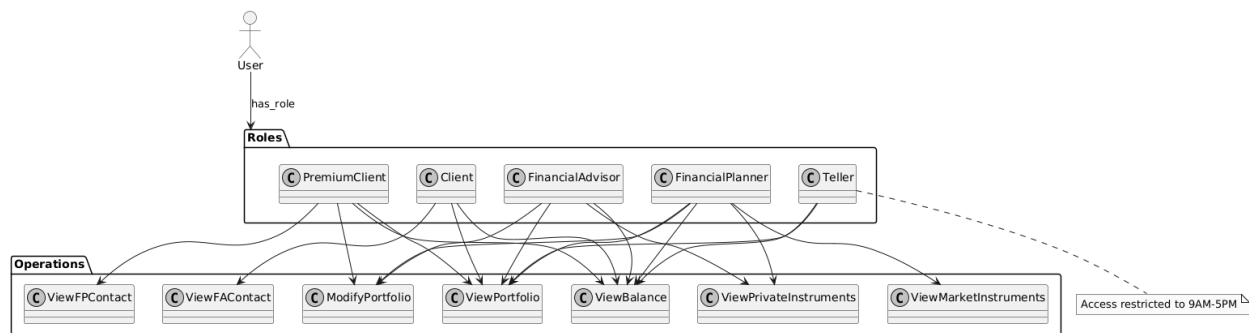 User
has_role
Roles
C PremiumClient
C Client
C FinancialAdvisor
C FinancialPlanner
C Teller
Operations
C ViewFPContact
C ViewFAContact
C ModifyPortfolio
C ViewPortfolio
C ViewBalance
C ViewPrivateInstruments
C ViewMarketInstruments
Access restricted to 9AM-5PM